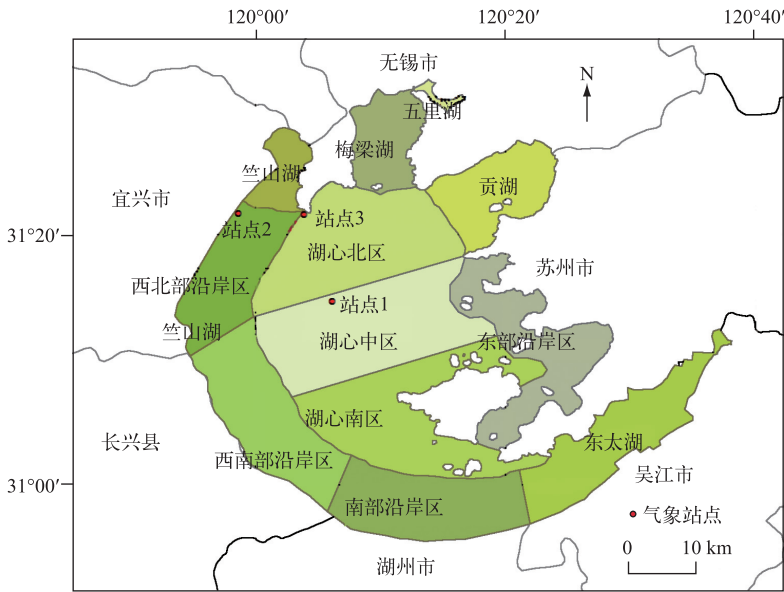 120°00′ 120°20′ 120°40′
无锡市
N
五里湖
梅梁湖
竺山湖
贡湖
宜兴市
站点3
站点2
31°20′
湖心北区
苏州市
西北部沿岸区
站点1
竺山湖
湖心中区
东部沿岸区
湖心南区
长兴县
东太湖
西南部沿岸区
吴江市
31°00′
南部沿岸区
气象站点
0 10 km
湖州市